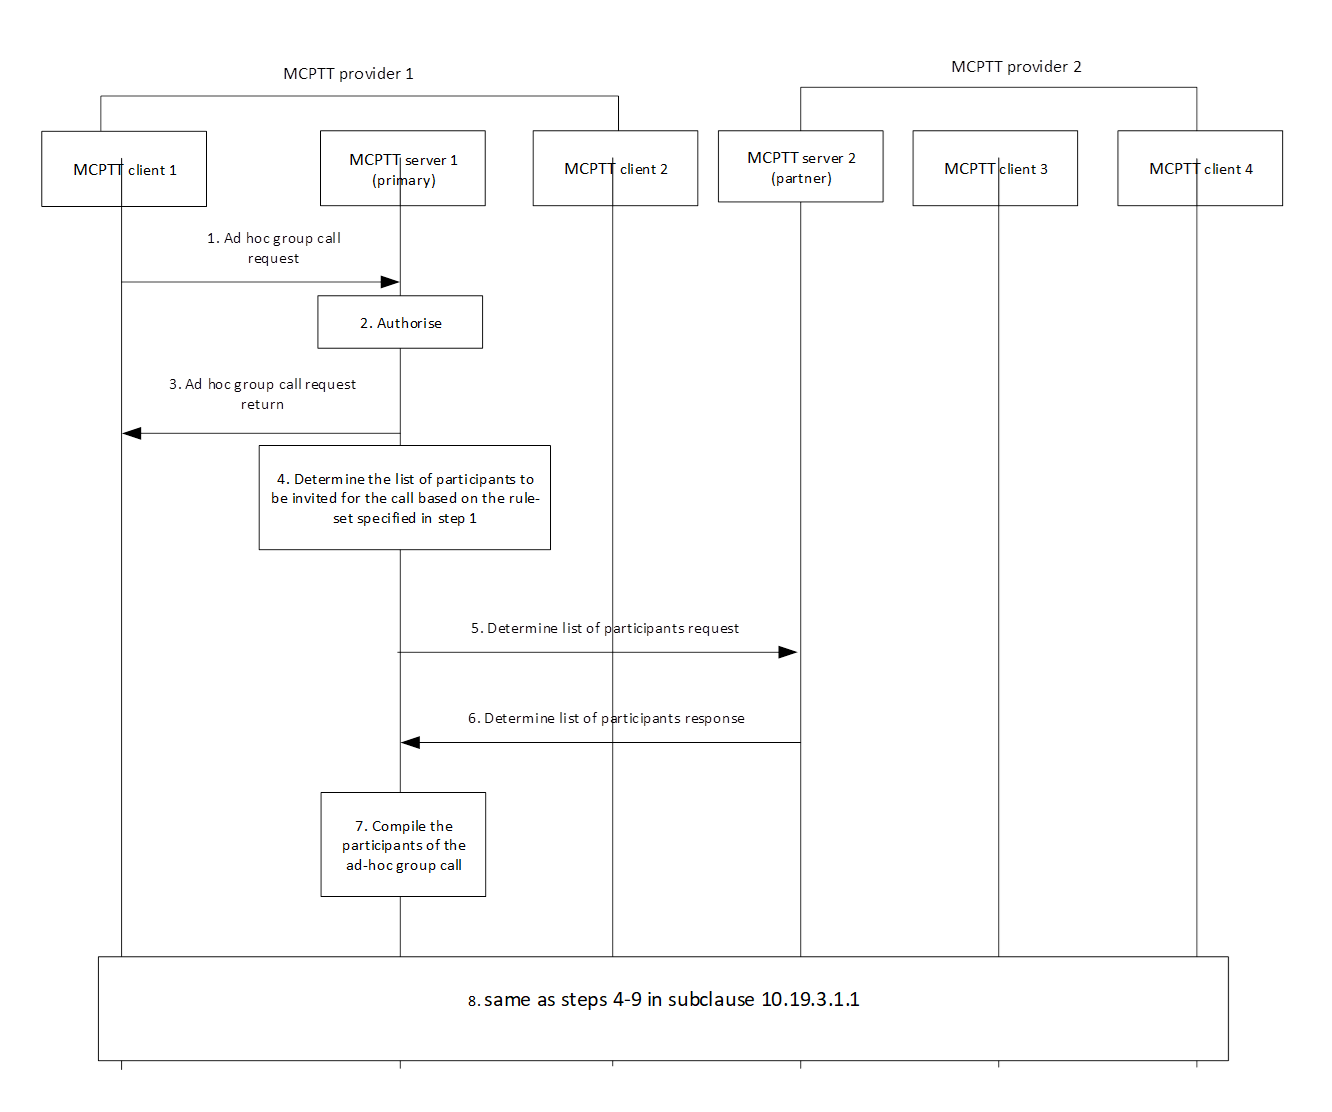 MCPTT provider 1
MCPTT provider 2
MCPTT client 1
MCPTT server 1
(primary)
MCPTT client 2
MCPTT server 2
(partner)
MCPTT client 3
MCPTT client 4
1. Ad hoc group call
request
2. Authorise
3. Ad hoc group call request
return
4. Determine the list of participants to
be invited for the call based on the rule-
set specified in step 1
5. Determine list of participants request
6. Determine list of participants response
7. Compile the
participants of the
ad-hoc group call
8. same as steps 4-9 in subclause 10.19.3.1.1